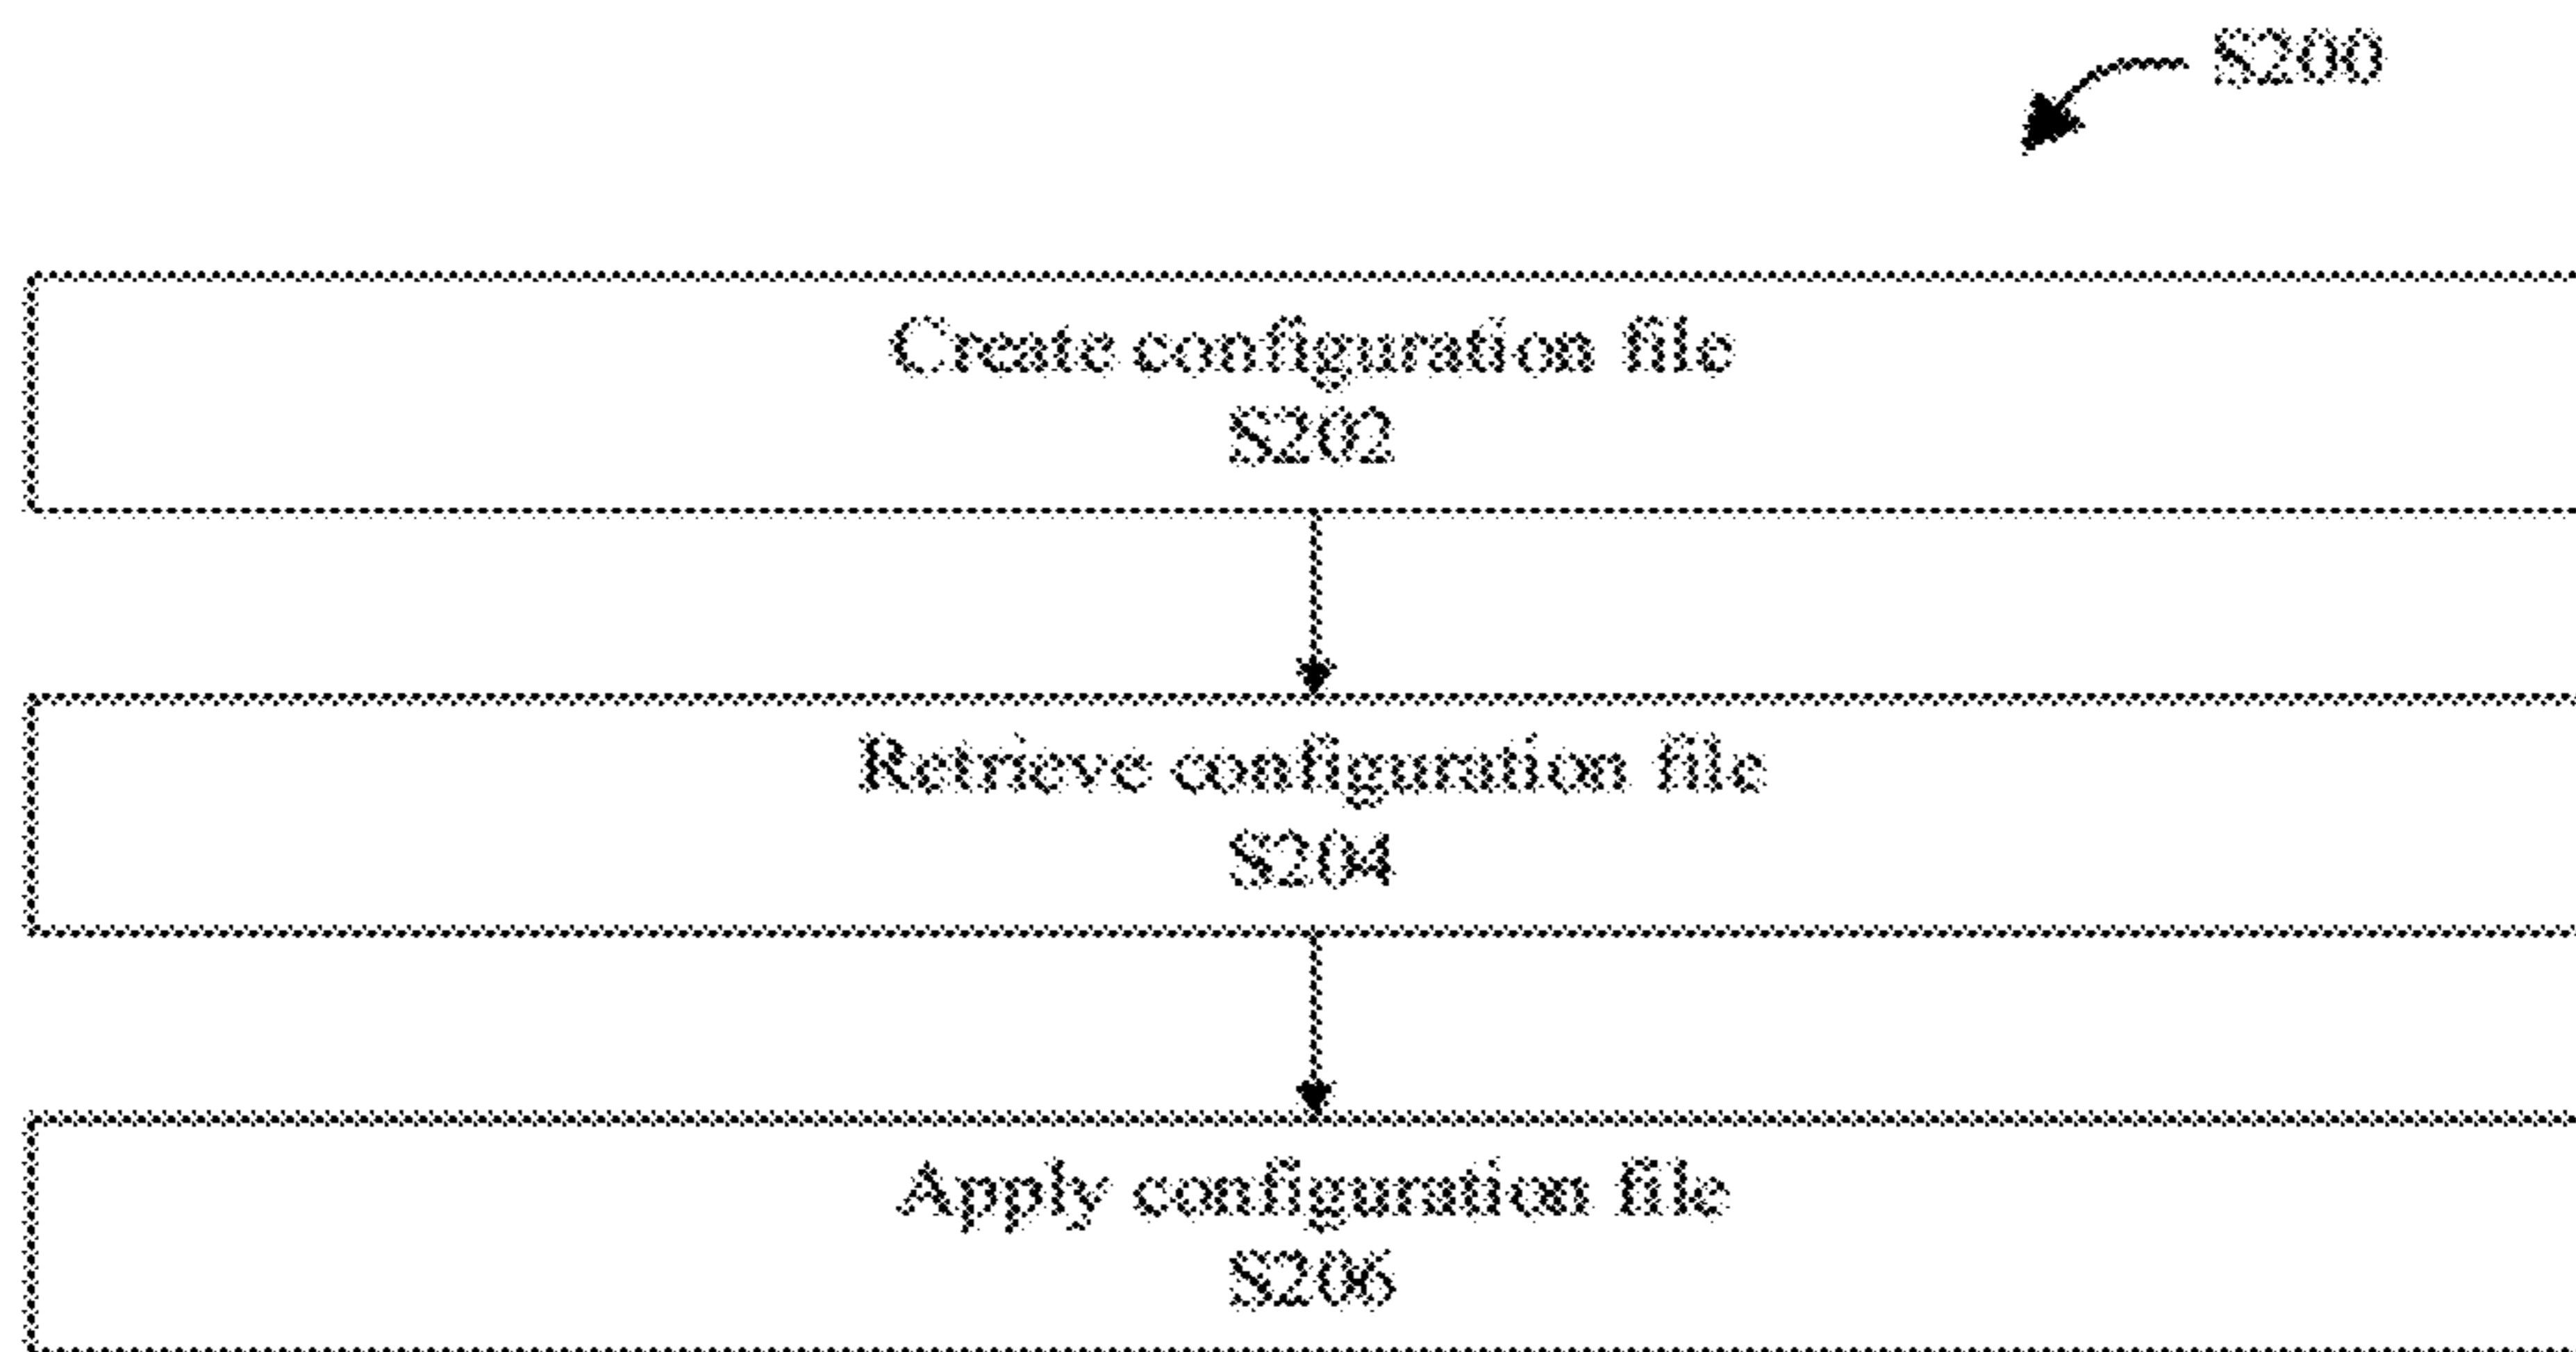 S200
Create configuration file
S202
Retrieve configuration file
S204
Apply configuration file
S206